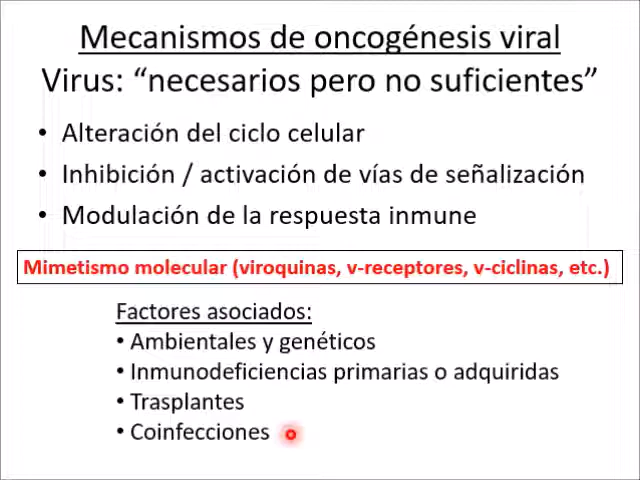 Mecanismos de oncogénesis viral
Virus: “necesarios pero no suficientes”
• Alteración del ciclo celular
• Inhibición / activación de vías de señalización
• Modulación de la respuesta inmune
Mimetismo molecular (viroquinas, v-receptores, v-ciclinas, etc.)
Factores asociados:
• Ambientales y genéticos
• Inmunodeficiencias primarias o adquiridas
• Trasplantes
• Coinfecciones